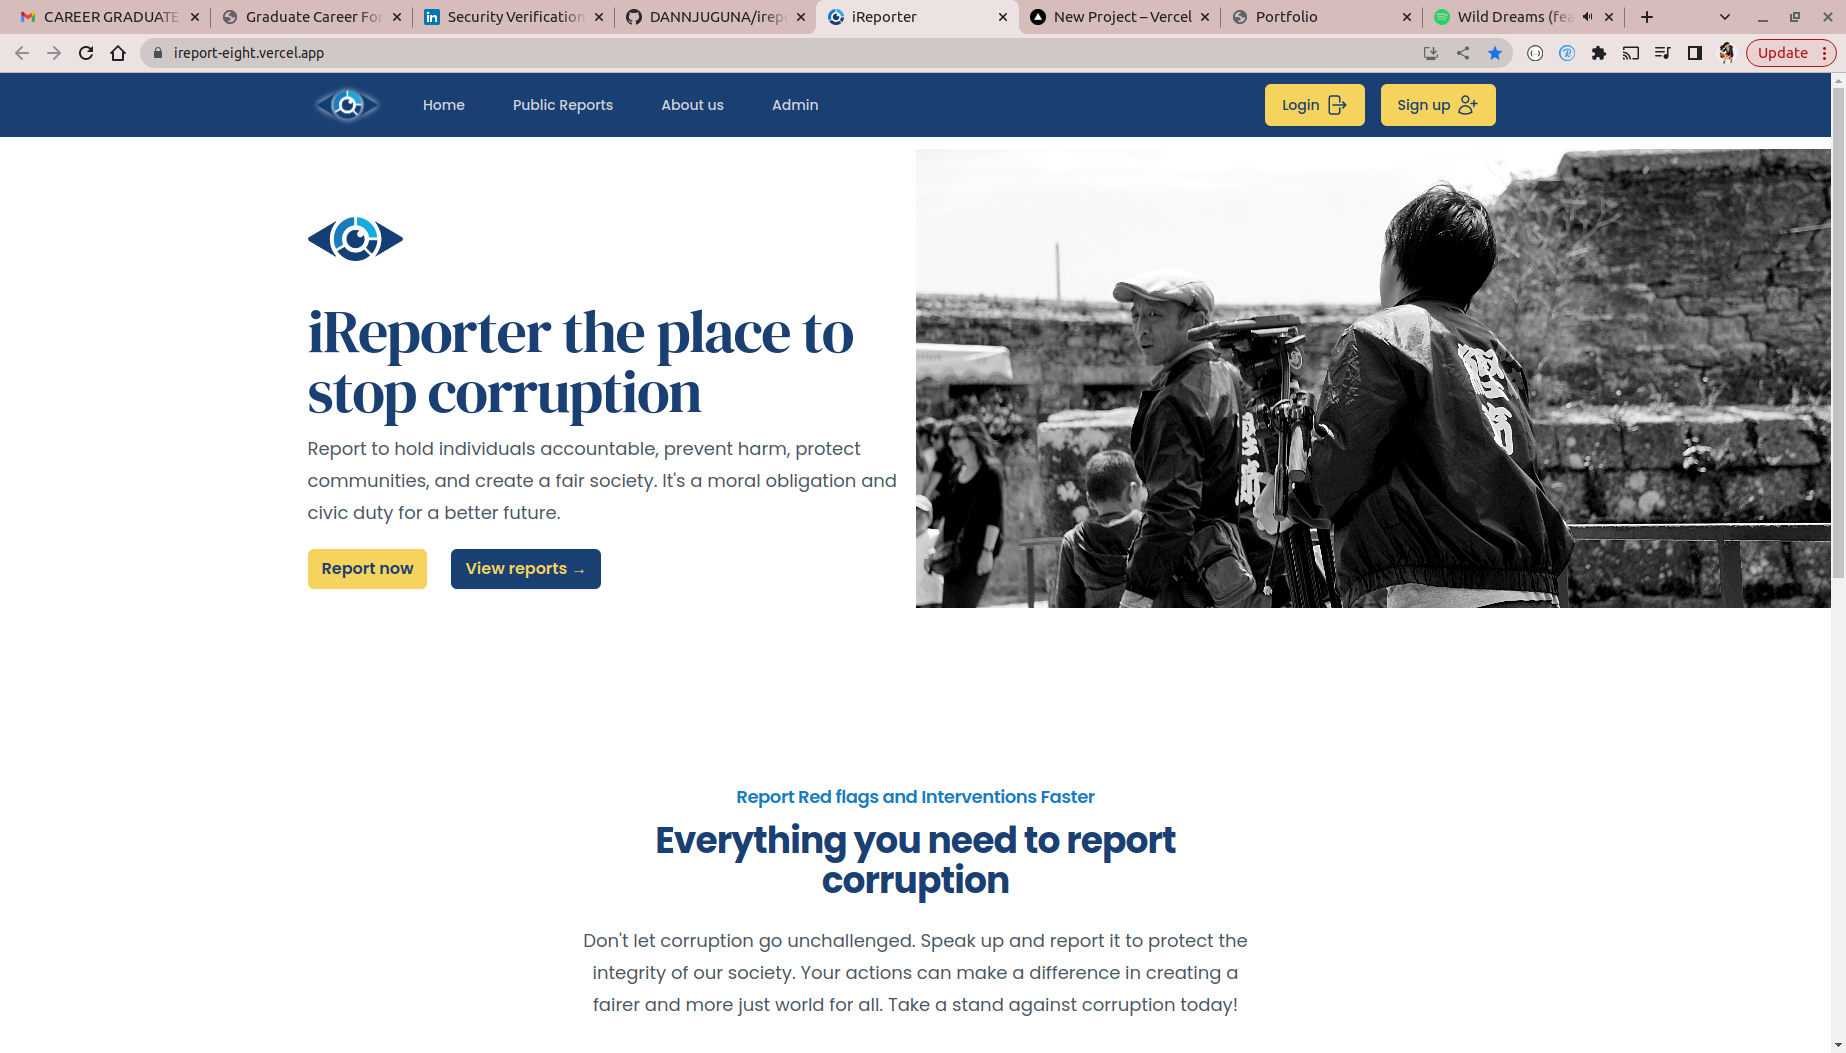 CAREER GRADUATE
Graduate Career For
Security Verification
DANNJUGUNA/irep
iReporter
New Project – Vercel
Portfolio
Wild Dreams (fea
ireport-eight.vercel.app
Update
Home
Public Reports
About us
Admin
Login
Sign up
iReporter the place to
stop corruption
Report to hold individuals accountable, prevent harm, protect
communities, and create a fair society. It's a moral obligation and
civic duty for a better future.
Report now
View reports →
Report Red flags and Interventions Faster
Everything you need to report
corruption
Don't let corruption go unchallenged. Speak up and report it to protect the
integrity of our society. Your actions can make a difference in creating a
fairer and more just world for all. Take a stand against corruption today!